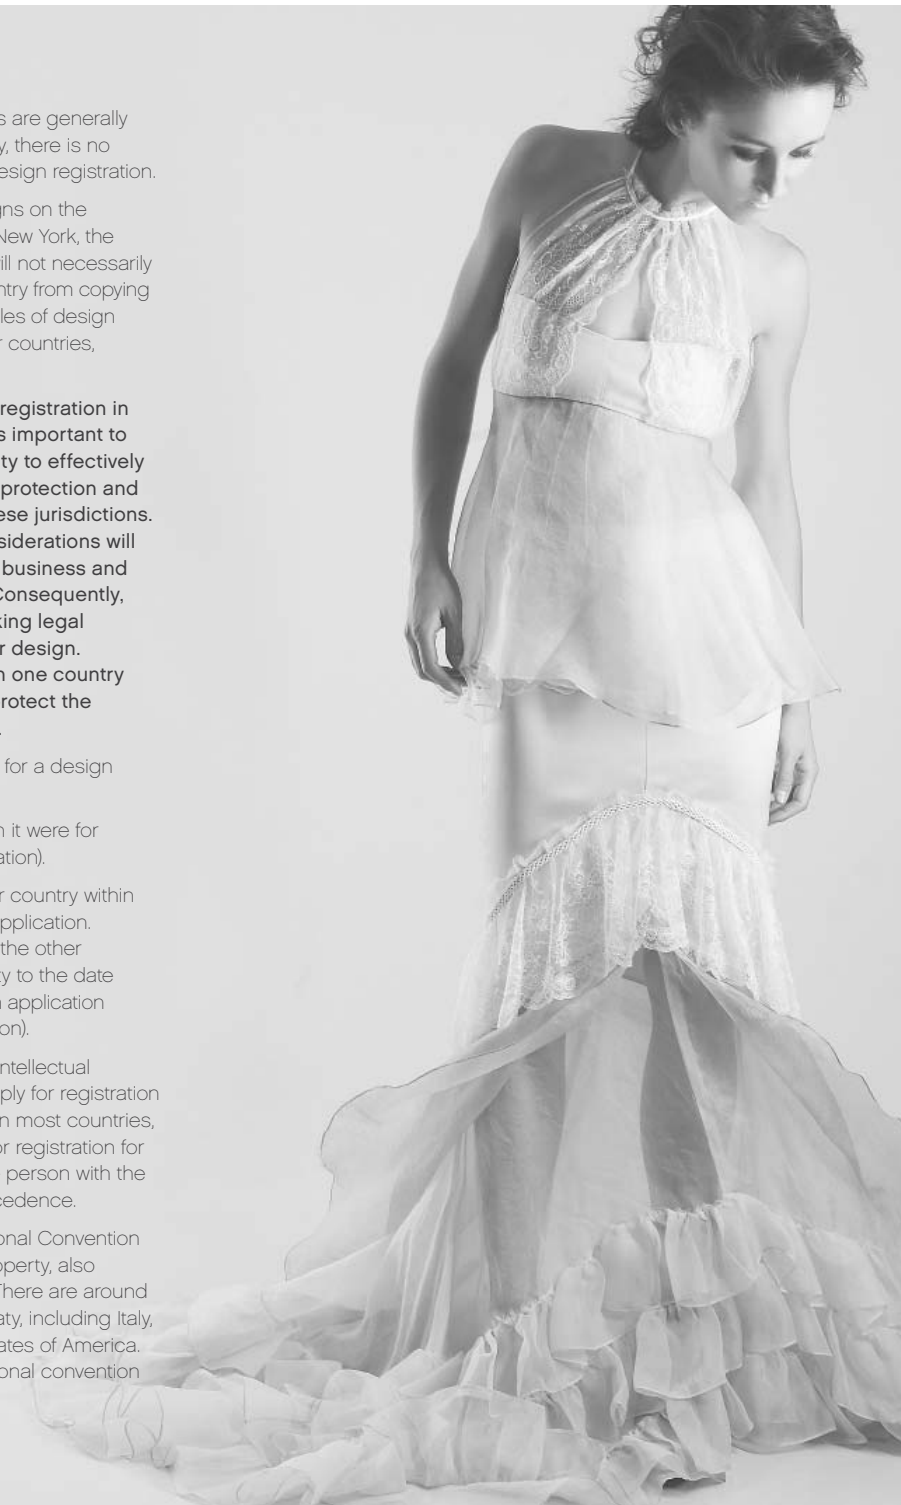 s are generally
y, there is no
esign registration.
gns on the
New York, the
ill not necessarily
ntry from copying
les of design
r countries,
registration in
s important to
ty to effectively
protection and
ese jurisdictions.
siderations will
business and
Consequently,
king legal
r design.
n one country
rotect the
.
for a design
n it were for
ation).
r country within
pplication.
the other
ty to the date
n application
on).
ntellectual
ply for registration
n most countries,
or registration for
person with the
cedence.
onal Convention
operty, also
There are around
aty, including Italy,
ates of America.
onal convention